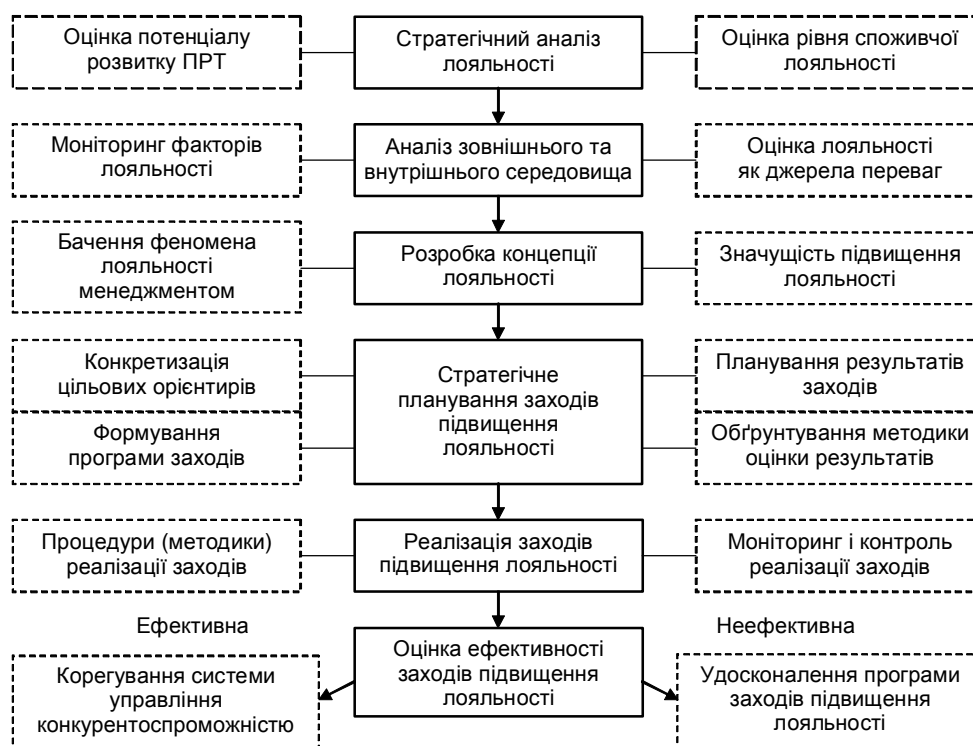 Оцінка потенціалу
розвитку ПРТ
Стратегічний аналіз
лояльності
Оцінка рівня споживчої
лояльності
Моніторинг факторів
лояльності
Аналіз зовнішнього та
внутрішнього середовища
Оцінка лояльності
як джерела переваг
Бачення феномена
лояльності
менеджментом
Розробка концепції
лояльності
Значущість підвищення
лояльності
Конкретизація
цільових орієнтирів
Формування
програми заходів
Стратегічне
планування заходів
підвищення
лояльності
Планування результатів
заходів
Обґрунтування методики
оцінки результатів
Процедури (методики)
реалізації заходів
Реалізація заходів
підвищення лояльності
Моніторинг і контроль
реалізації заходів
Ефективна
Неефективна
Оцінка ефективності
заходів підвищення
лояльності
Корегування системи
управління
конкурентоспроможністю
Удосконалення програми
заходів підвищення
лояльності